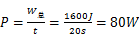 P = W总/t = 1600J/20s = 80W